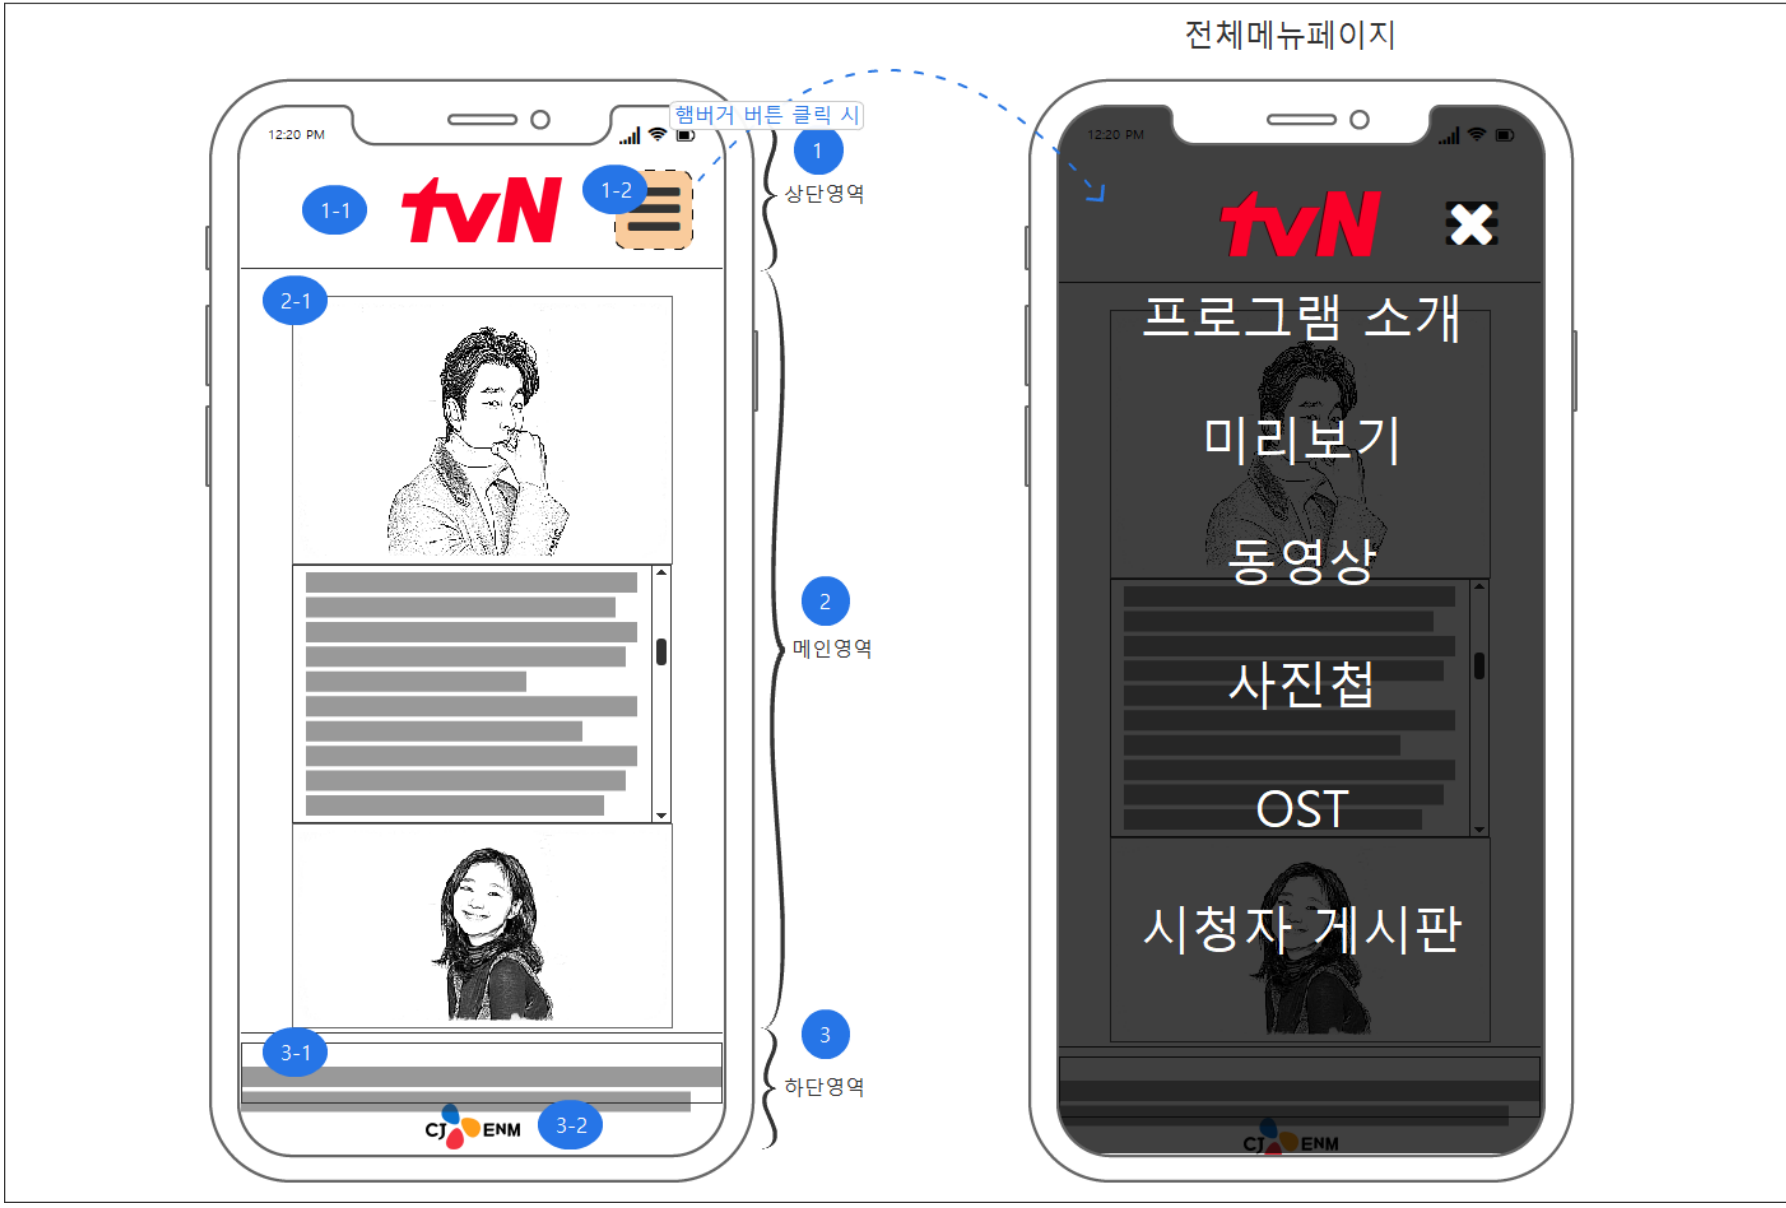 전체메뉴페이지
햄버거 버튼 클릭 시
12:20 PM
1
상단영역
1-1
tvN
1-2
2-1
2
메인영역
3
하단영역
3-1
3-2
CJ ENM
12:20 PM
tvN
프로그램 소개
미리보기
동영상
사진첩
OST
시청자 게시판
CJ ENM